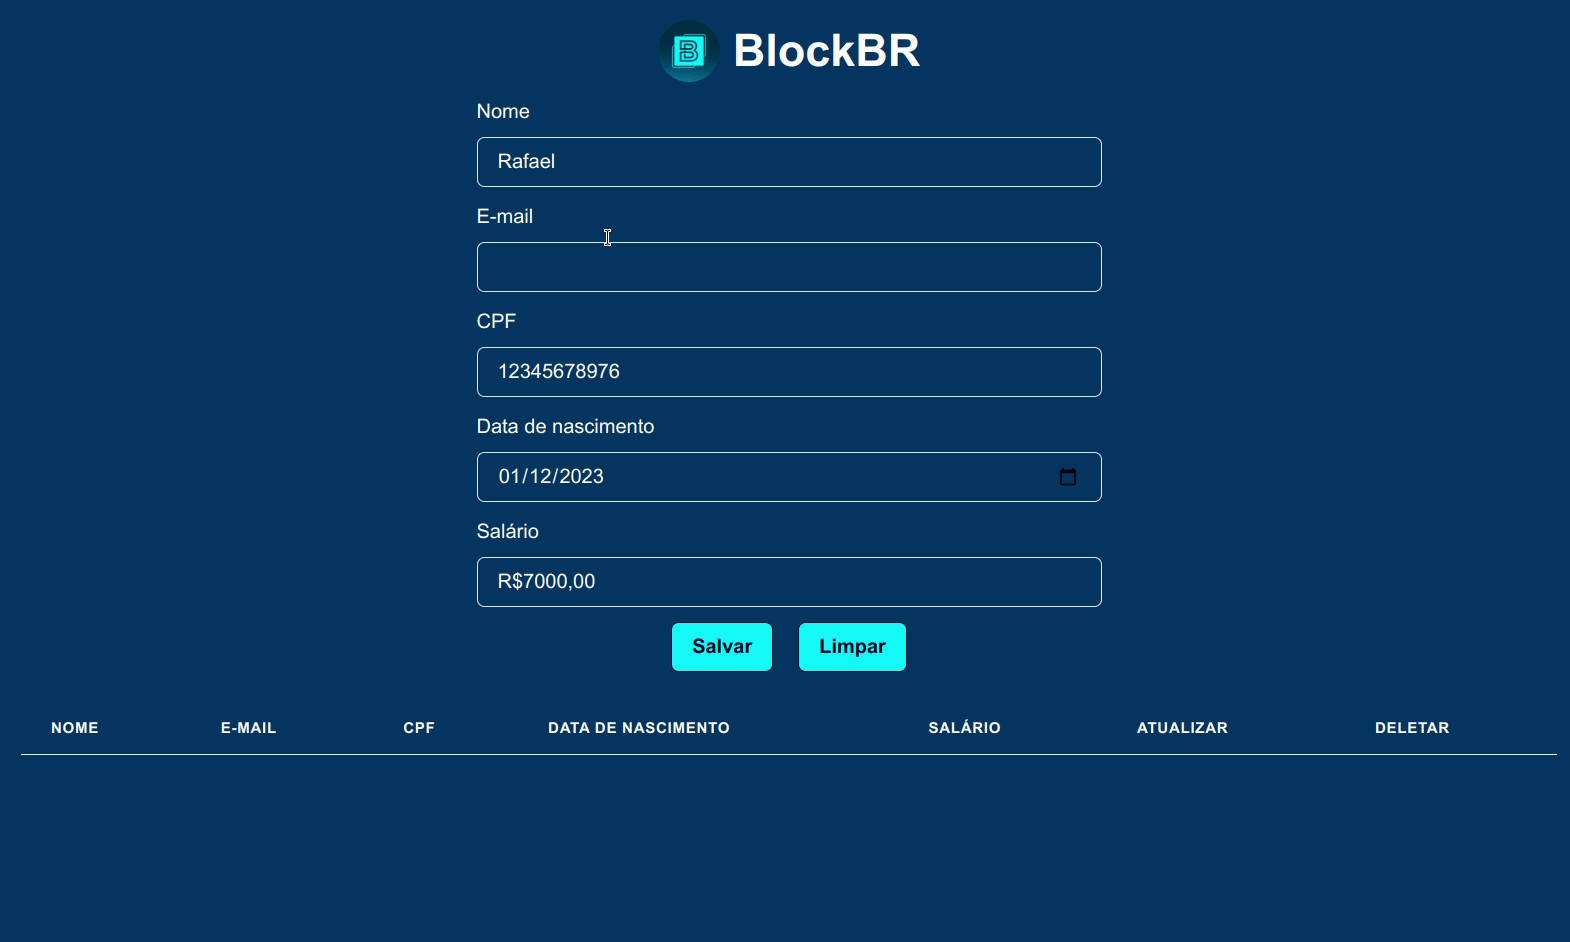 B BlockBR
Nome
Rafael
E-mail
CPF
12345678976
Data de nascimento
01/12/2023
Salário
R$7000,00
Salvar Limpar
NOME E-MAIL CPF DATA DE NASCIMENTO SALÁRIO ATUALIZAR DELETAR